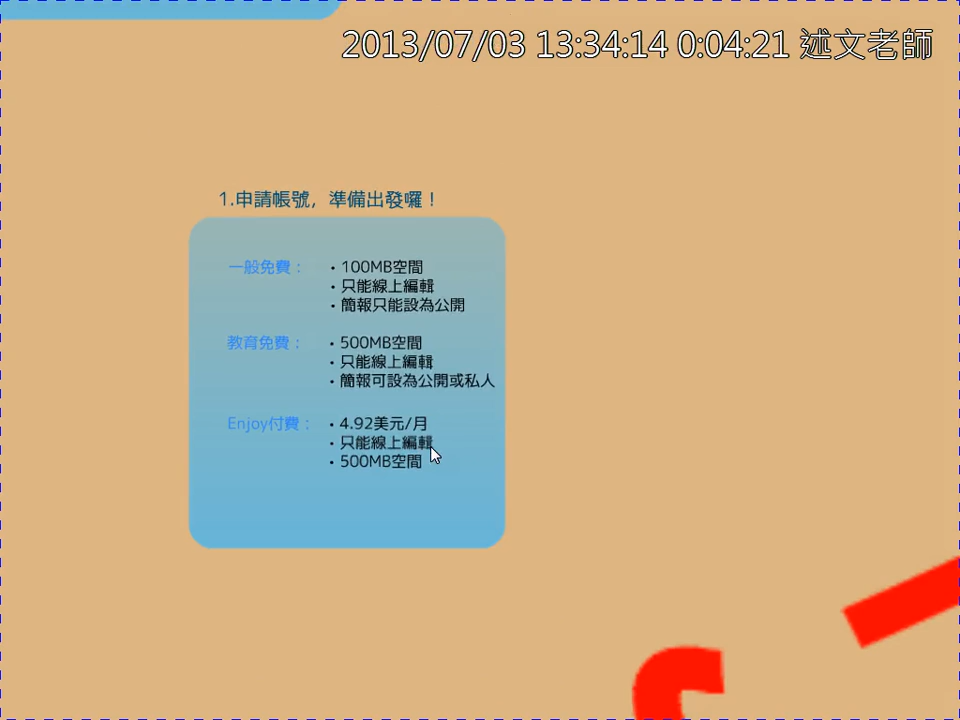 2013/07/03 13:34:14 0:04:21 述文老師
1.申請帳號，準備出發囉！
一般免費：
• 100MB空間
• 只能線上編輯
• 簡報只能設為公開
教育免費：
• 500MB空間
• 只能線上編輯
• 簡報可設為公開或私人
Enjoy付費：
• 4.92美元/月
• 只能線上編輯
• 500MB空間